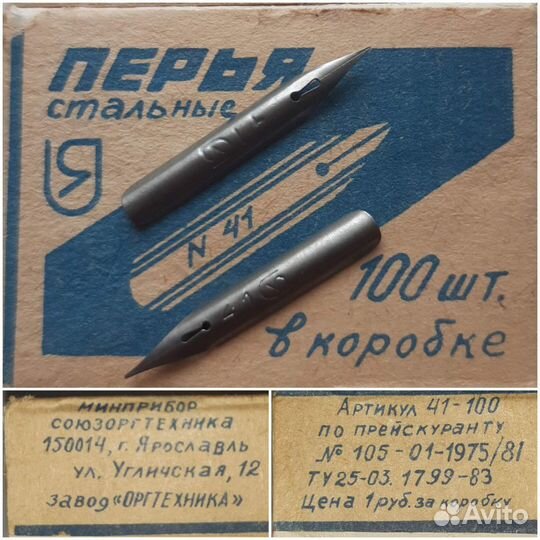 ПЕРЬЯ
стальные
Я
N 41
100 шт.
в коробке
МИНПРИБОР
СОЮЗОРГТЕХНИКА
150014, г. Ярославль
ул. Угличская, 12
завод «ОРГТЕХНИКА»
Артикул 41-100
по прейскуранту
№ 105-01-1975/81
ТУ25-03. 1799-83
Цена 1 руб. за коробку
Avito